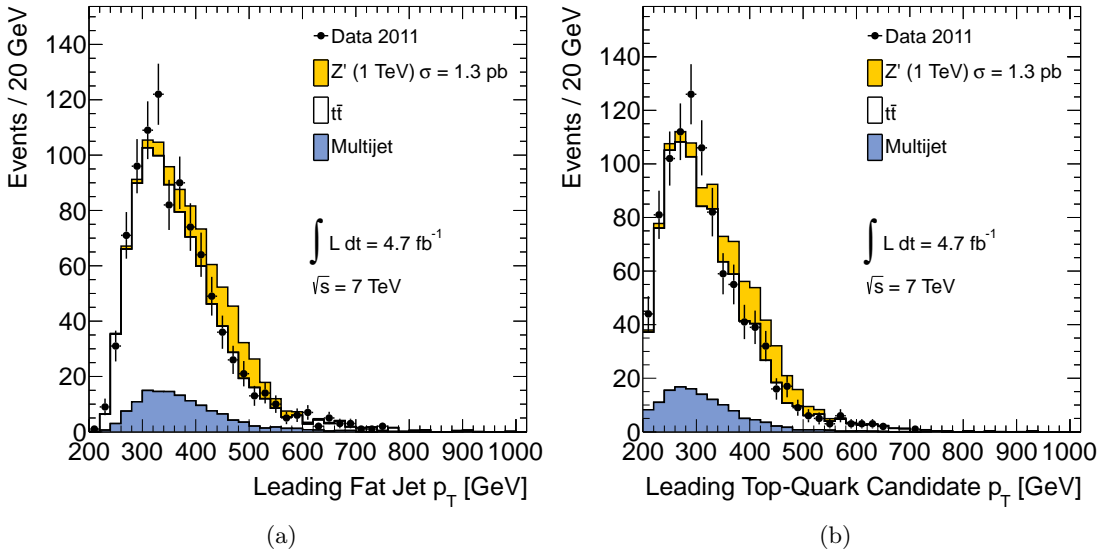 Events / 20 GeV
140
120
100
80
60
40
20
0
200 300 400 500 600 700 800 900 1000
Leading Fat Jet p_T [GeV]
Data 2011
Z' (1 TeV) σ = 1.3 pb
tt̄
Multijet
∫ L dt = 4.7 fb⁻¹
√s = 7 TeV
(a)
Events / 20 GeV
140
120
100
80
60
40
20
0
200 300 400 500 600 700 800 900 1000
Leading Top-Quark Candidate p_T [GeV]
Data 2011
Z' (1 TeV) σ = 1.3 pb
tt̄
Multijet
∫ L dt = 4.7 fb⁻¹
√s = 7 TeV
(b)